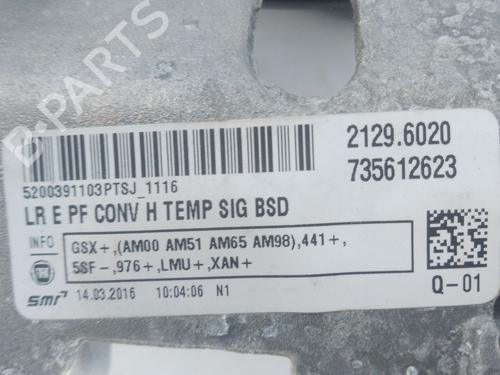 2129.6020
735612623
5200391103PTSJ_1116
LR E PF CONV H TEMP SIG BSD
INFO
GSX+,(AM00 AM51 AM65 AM98),441+,
5SF-,976+,LMU+,XAN+
smr 14.03.2016 10:04:06 N1
Q-01
B-PARTS